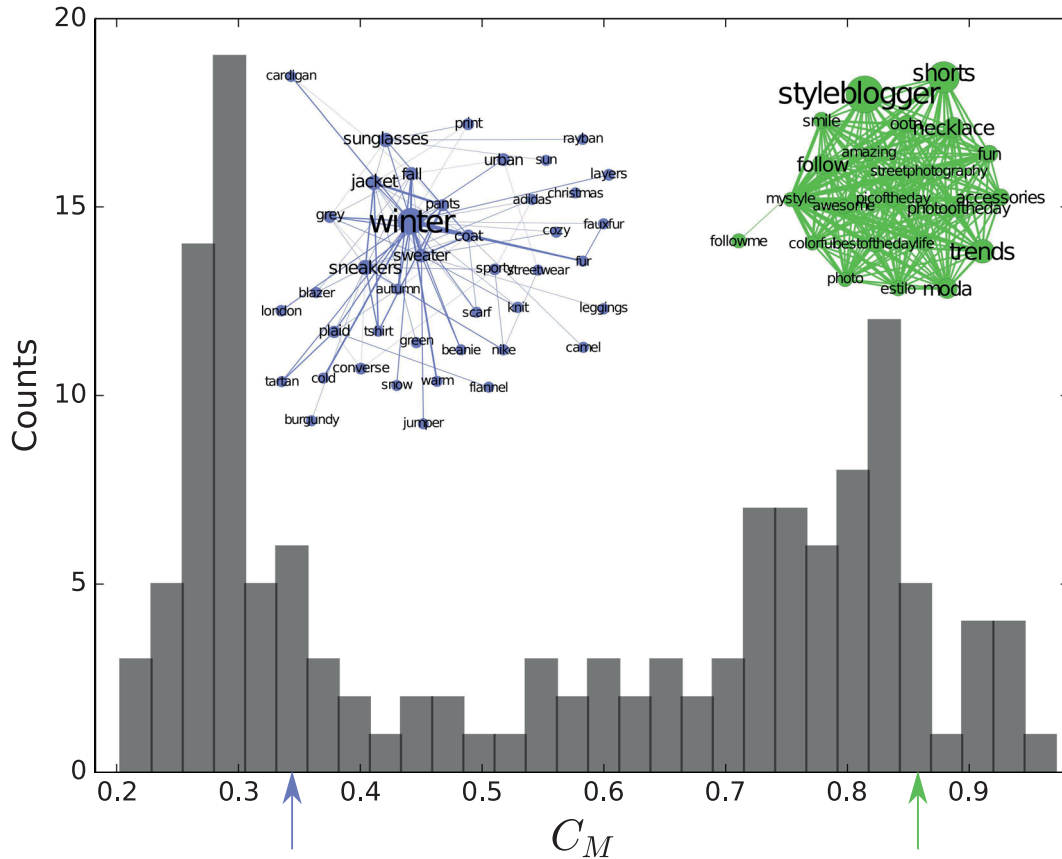 20
15
10
5
0
Counts
0.2 0.3 0.4 0.5 0.6 0.7 0.8 0.9
C_M
cardigan
sunglasses
print
rayban
urban
sun
fall
jacket
layers
christmas
pants
adidas
grey
winter
fauxfur
coat
cozy
sweater
fur
sneakers
sporty
streetwear
blazer
autumn
london
scarf
knit
leggings
plaid
tshirt
green
beanie
nike
camel
converse
tartan
cold
snow
warm
flannel
burgundy
jumper
shorts
styleblogger
smile
ootn
necklace
amazing
fun
follow
streetphotography
mystyle
awesome
picoftheday
accessories
photooftheday
followme
colorfubestofthedaylife
trends
photo
estilo
moda